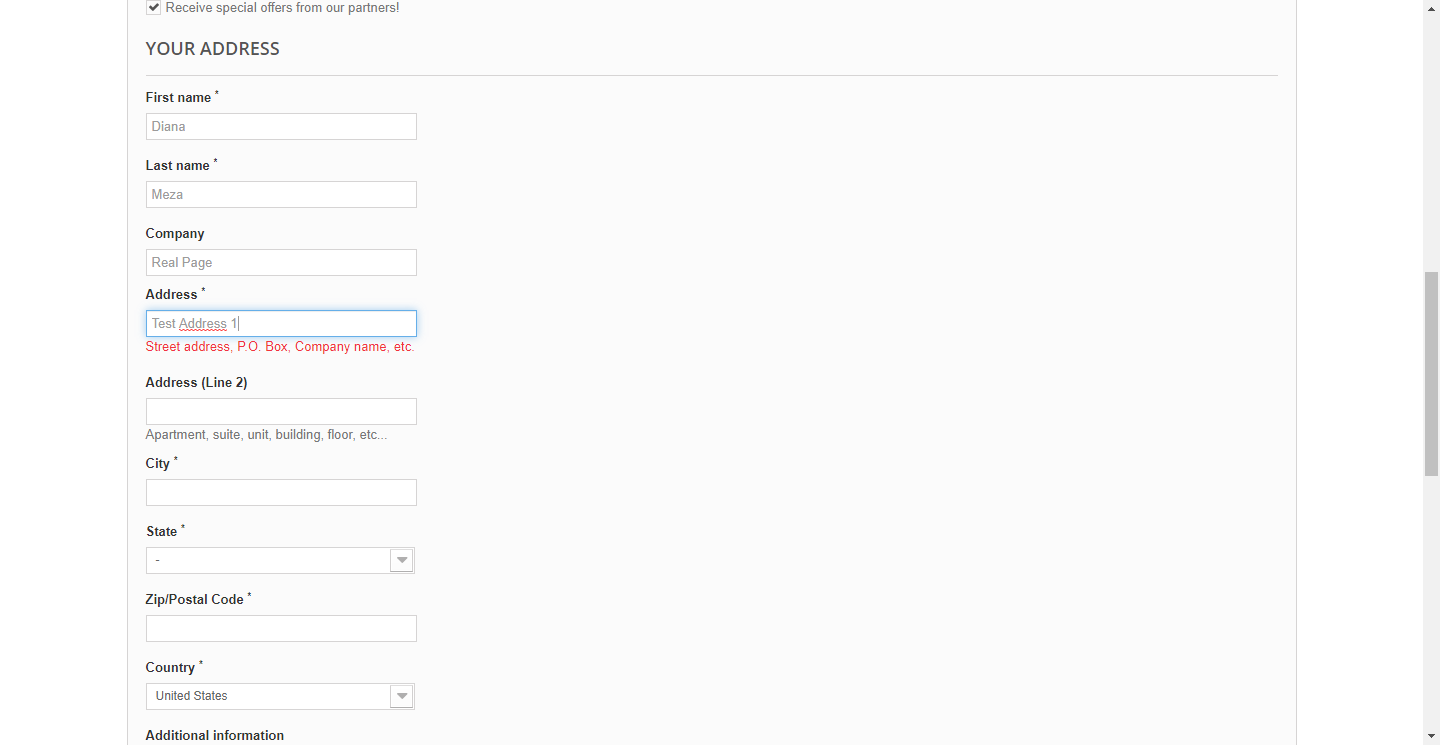 Receive special offers from our partners!
YOUR ADDRESS
First name *
Diana
Last name *
Meza
Company
Real Page
Address *
Test Address 1
Street address, P.O. Box, Company name, etc.
Address (Line 2)
Apartment, suite, unit, building, floor, etc...
City *
State *
-
Zip/Postal Code *
Country *
United States
Additional information